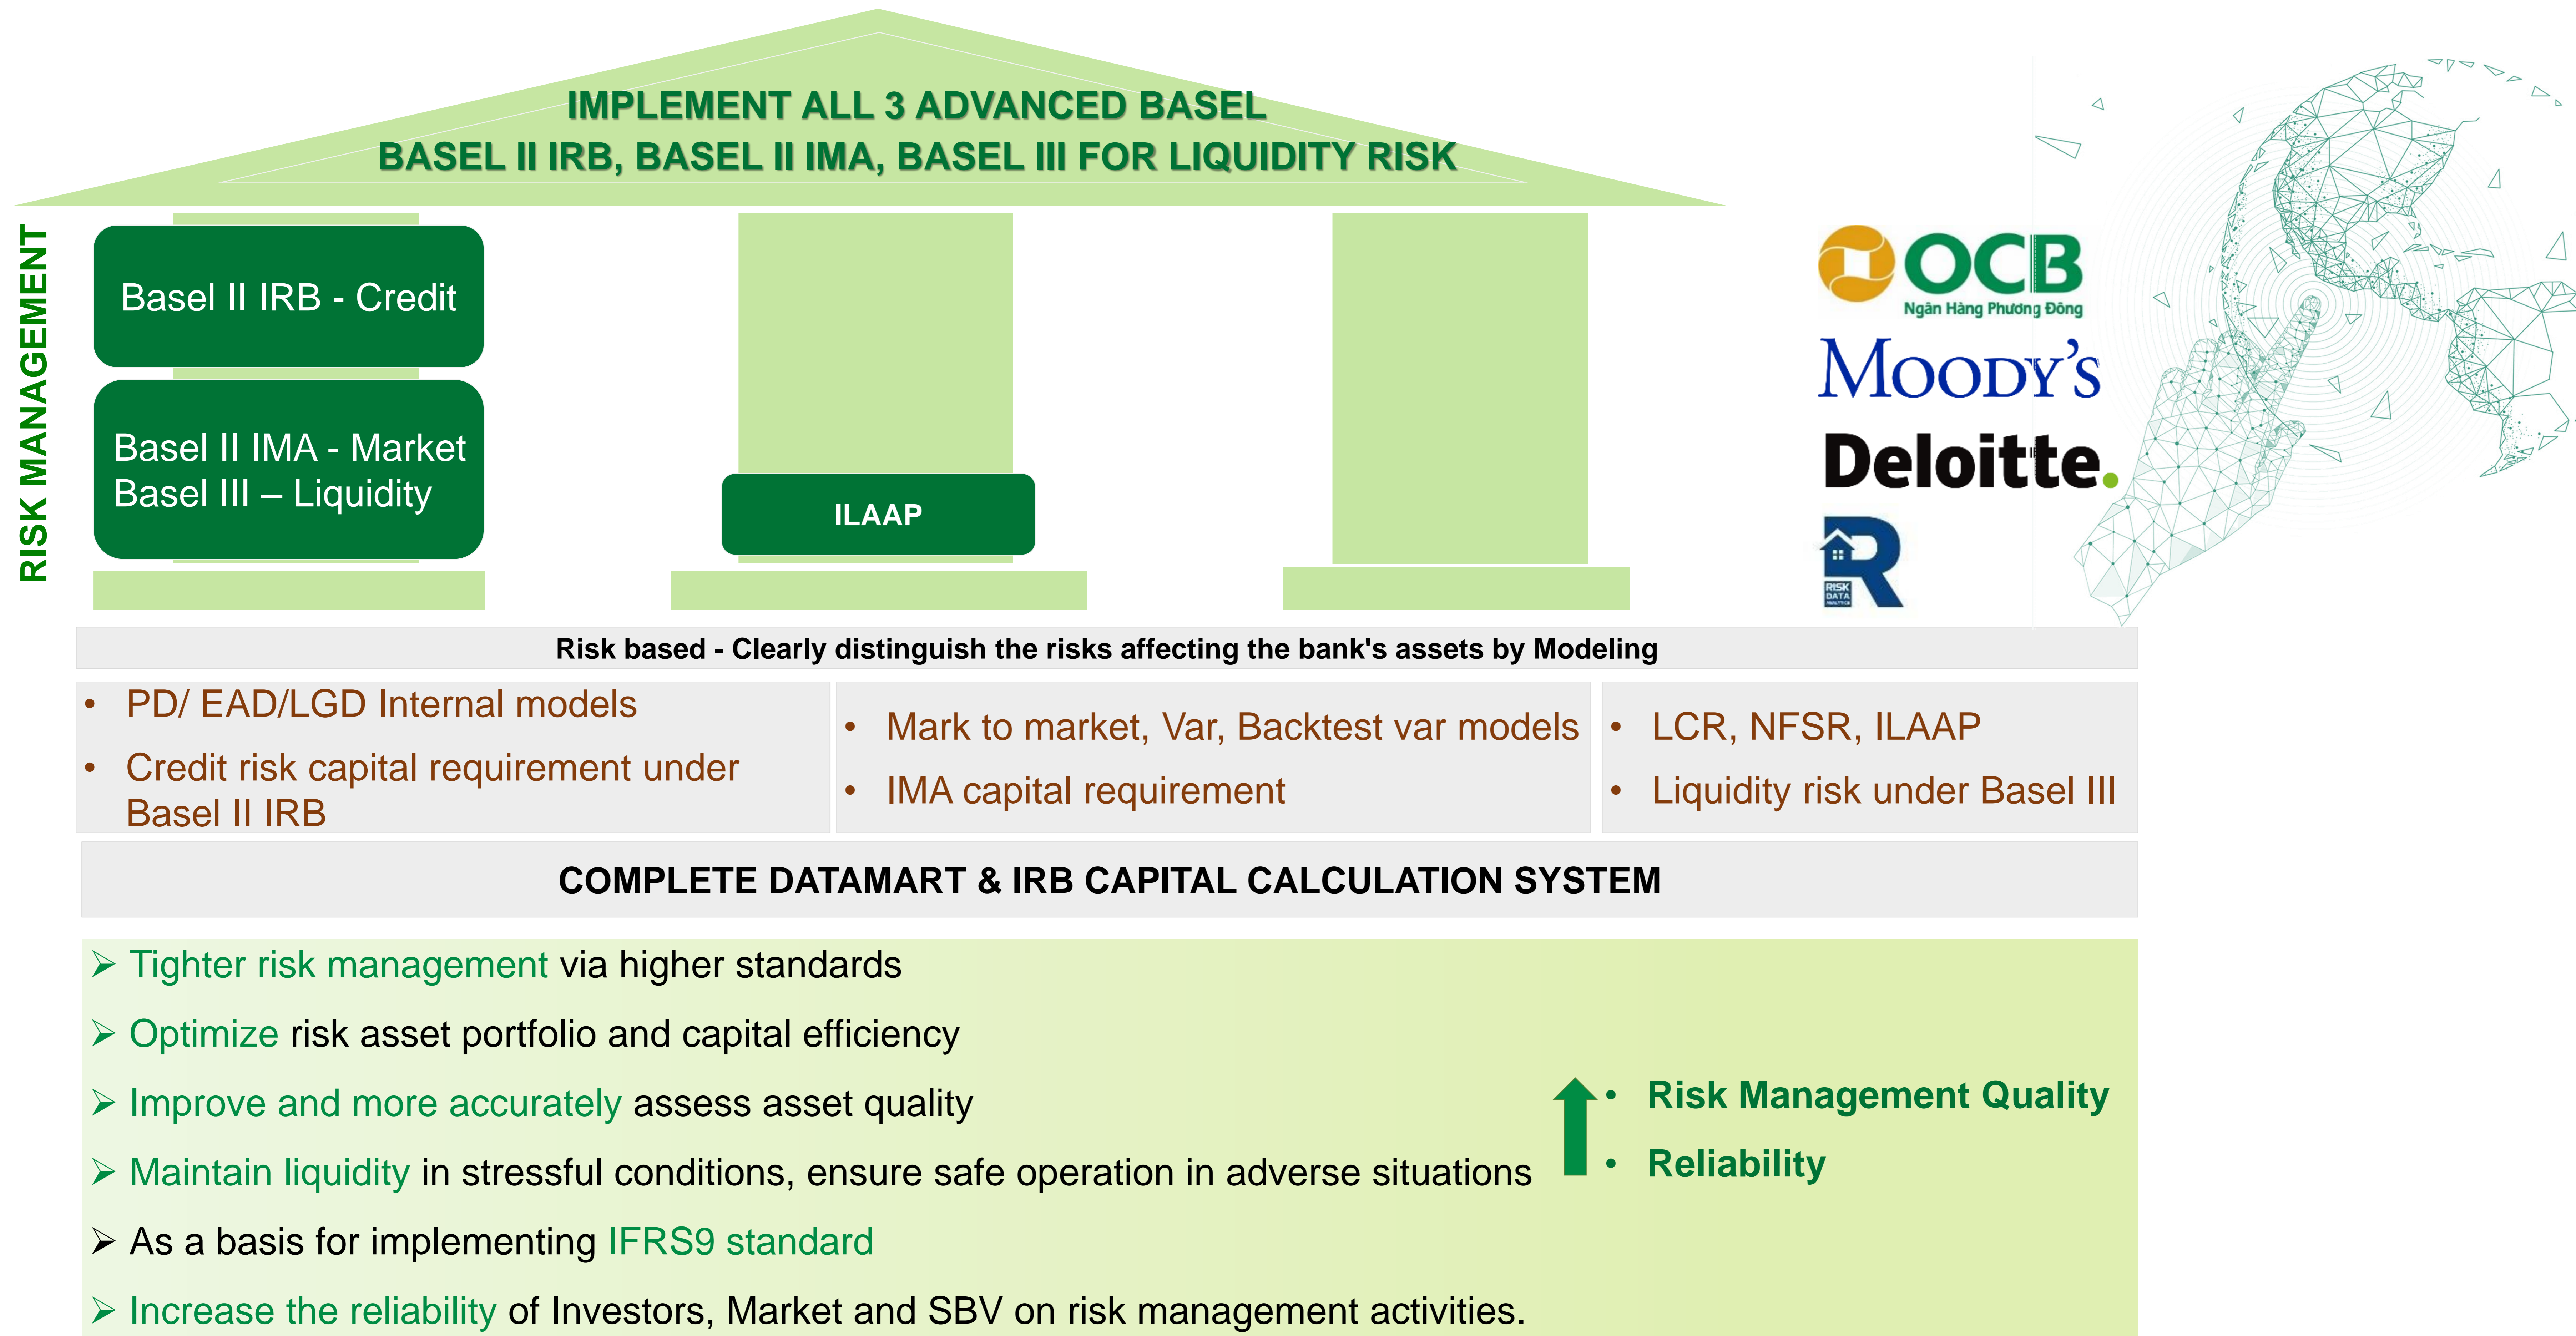 IMPLEMENT ALL 3 ADVANCED BASEL
BASEL II IRB, BASEL II IMA, BASEL III FOR LIQUIDITY RISK
RISK MANAGEMENT
Basel II IRB - Credit
Basel II IMA - Market
Basel III – Liquidity
ILAAP
OCB
Ngân Hàng Phương Đông
MOODY'S
Deloitte.
R
RISK
DATA
ANALYTICS
Risk based - Clearly distinguish the risks affecting the bank's assets by Modeling
• PD/ EAD/LGD Internal models
• Credit risk capital requirement under
Basel II IRB
• Mark to market, Var, Backtest var models
• IMA capital requirement
• LCR, NFSR, ILAAP
• Liquidity risk under Basel III
COMPLETE DATAMART & IRB CAPITAL CALCULATION SYSTEM
➢ Tighter risk management via higher standards
➢ Optimize risk asset portfolio and capital efficiency
➢ Improve and more accurately assess asset quality
➢ Maintain liquidity in stressful conditions, ensure safe operation in adverse situations
➢ As a basis for implementing IFRS9 standard
➢ Increase the reliability of Investors, Market and SBV on risk management activities.
• Risk Management Quality
• Reliability